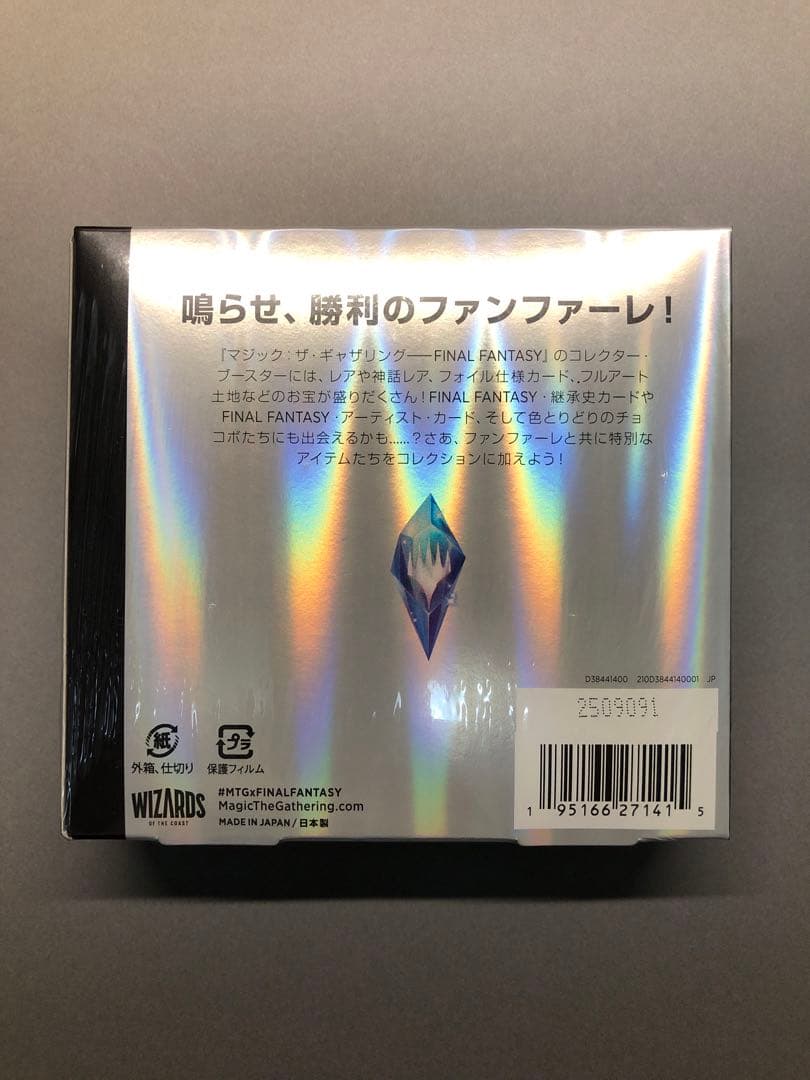 鳴らせ、勝利のファンファーレ!
『マジック:ザ・ギャザリング——FINAL FANTASY』のコレクター・
ブースターには、レアや神話レア、フォイル仕様カード、フルアート
土地などのお宝が盛りだくさん!FINAL FANTASY・継承史カードや
FINAL FANTASY・アーティスト・カード、そして色とりどりのチョ
コボたちにも出会えるかも……?さあ、ファンファーレと共に特別な
アイテムたちをコレクションに加えよう!
D38441400 210D3844140001 JP
2509091
1 95166 27141 5
紙
外箱、仕切り
プラ
保護フィルム
WIZARDS
OF THE COAST
#MTGxFINALFANTASY
MagicTheGathering.com
MADE IN JAPAN / 日本製